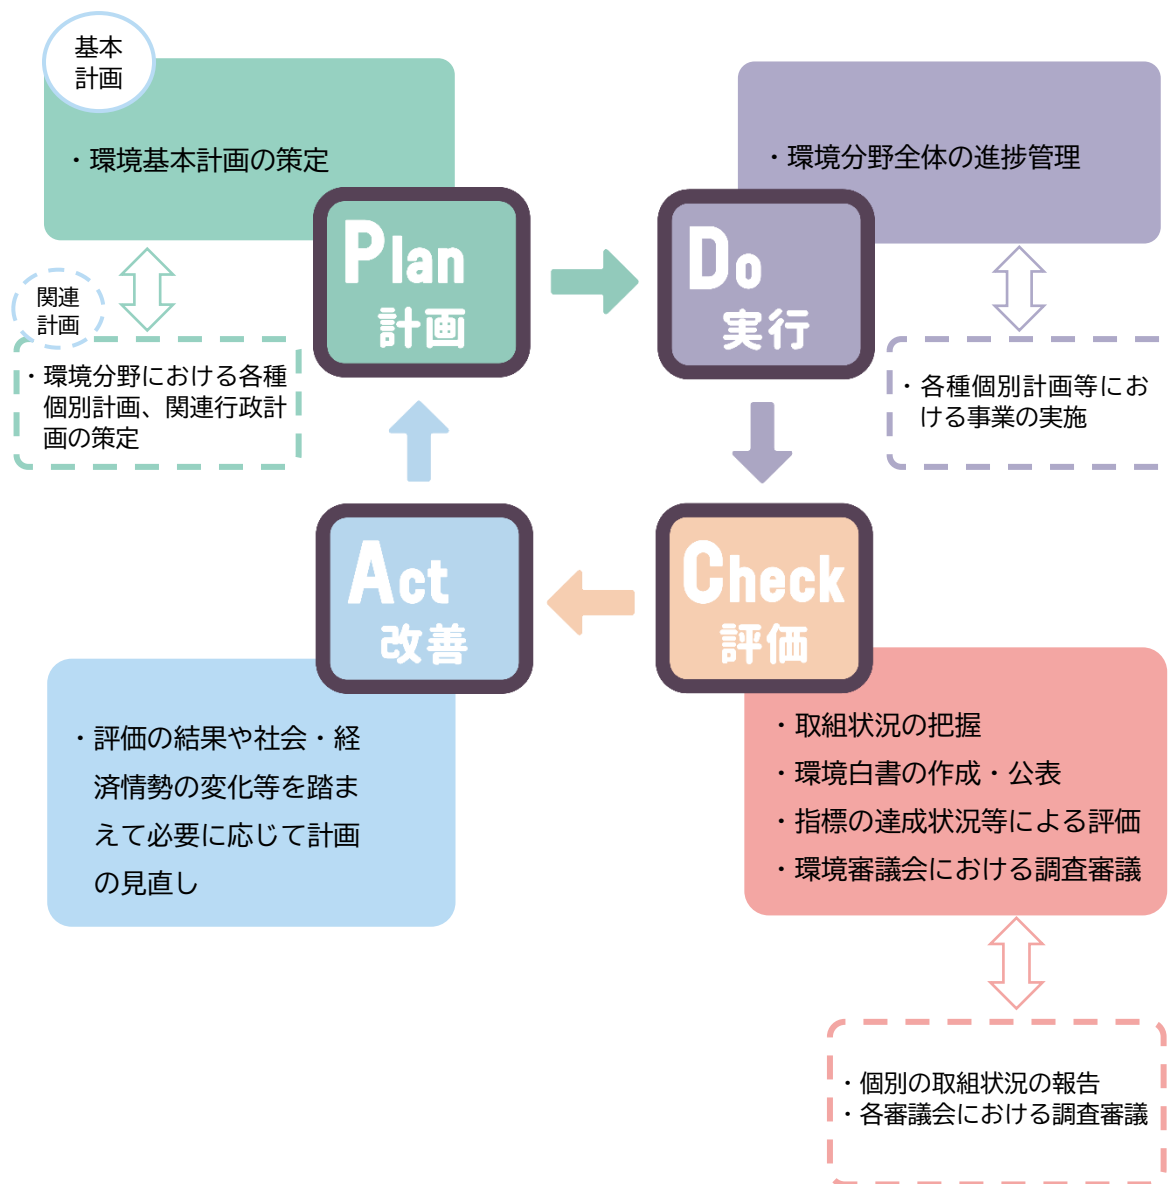 基本
計画
・環境基本計画の策定
関連
計画
・環境分野における各種
個別計画、関連行政計
画の策定
Plan
計画
・環境分野全体の進捗管理
Do
実行
・各種個別計画等にお
ける事業の実施
Act
改善
・評価の結果や社会・経
済情勢の変化等を踏ま
えて必要に応じて計画
の見直し
Check
評価
・取組状況の把握
・環境白書の作成・公表
・指標の達成状況等による評価
・環境審議会における調査審議
・個別の取組状況の報告
・各審議会における調査審議